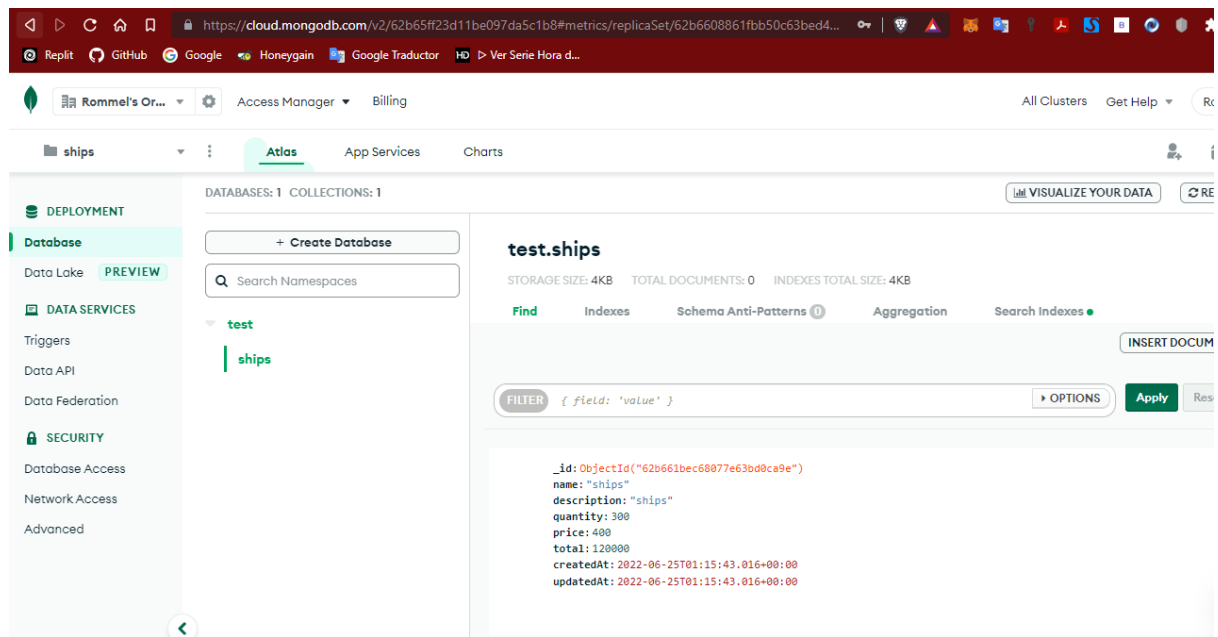 https://cloud.mongodb.com/v2/62b65ff23d11be097da5c1b8#metrics/replicaSet/62b6608861fbb50c63bed4...
Replit GitHub Google Honeygain Google Traductor HD ▷ Ver Serie Hora d...
Rommel's Or... Access Manager Billing All Clusters Get Help
ships Atlas App Services Charts
DATABASES: 1 COLLECTIONS: 1 VISUALIZE YOUR DATA RE
DEPLOYMENT
Database
Data Lake PREVIEW
DATA SERVICES
Triggers
Data API
Data Federation
SECURITY
Database Access
Network Access
Advanced
+ Create Database
Search Namespaces
test
ships
test.ships
STORAGE SIZE: 4KB TOTAL DOCUMENTS: 0 INDEXES TOTAL SIZE: 4KB
Find Indexes Schema Anti-Patterns 0 Aggregation Search Indexes
INSERT DOCUM
FILTER { field: 'value' } OPTIONS Apply Res
_id: ObjectId("62b661bec68077e63bd0ca9e")
name: "ships"
description: "ships"
quantity: 300
price: 400
total: 120000
createdAt: 2022-06-25T01:15:43.016+00:00
updatedAt: 2022-06-25T01:15:43.016+00:00